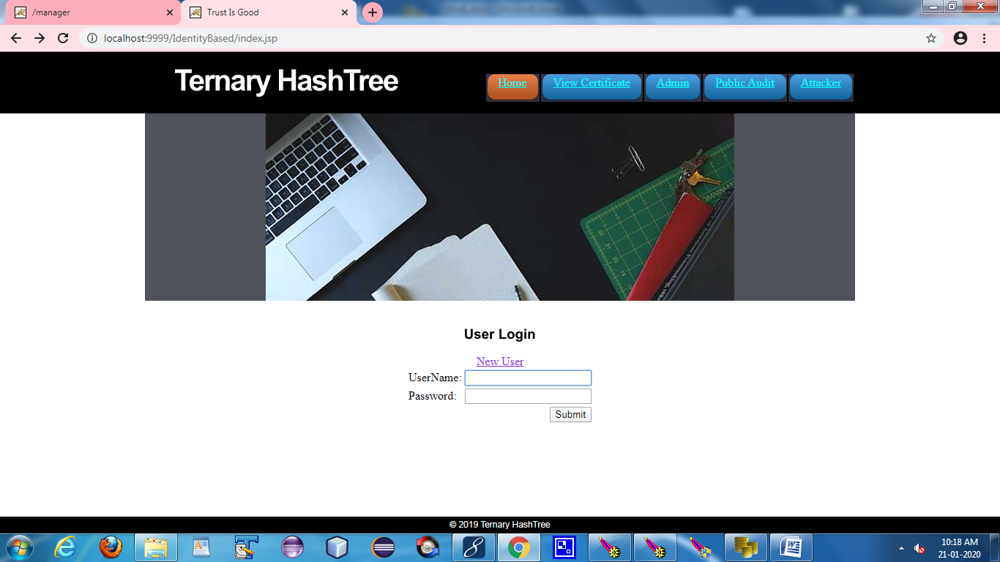 /manager
Trust Is Good
localhost:9999/IdentityBased/index.jsp
Ternary HashTree
Home
View Certificate
Admin
Public Audit
Attacker
User Login
New User
UserName:
Password:
Submit
© 2019 Ternary HashTree
10:18 AM
21-01-2020